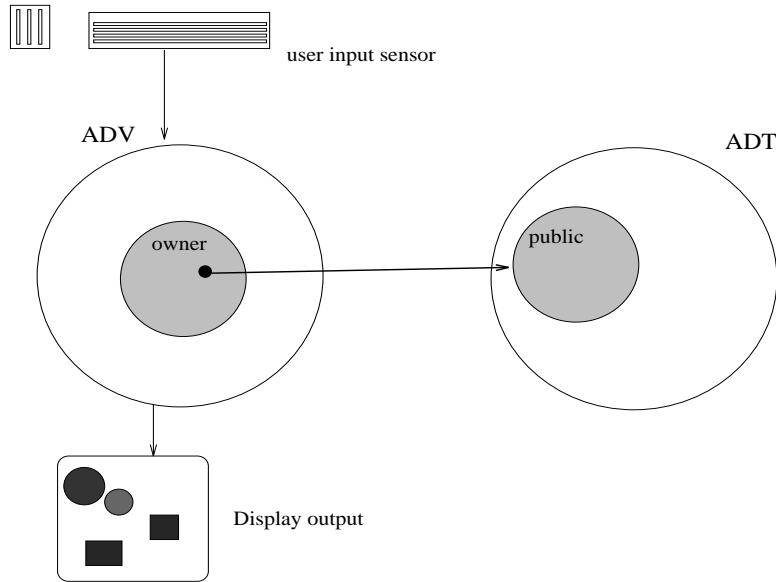 user input sensor
ADV
ADT
owner
public
Display output